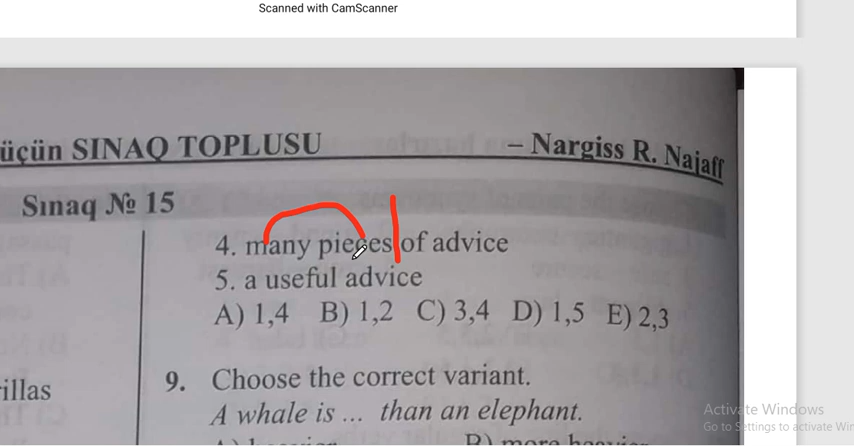 Scanned with CamScanner
üçün SINAQ TOPLUSU – Nargiss R. Najaff
Sınaq № 15
4. many pieces of advice
5. a useful advice
A) 1,4 B) 1,2 C) 3,4 D) 1,5 E) 2,3
illas
9. Choose the correct variant.
A whale is ... than an elephant.
B) more heavier
Activate Windows
Go to Settings to activate Win